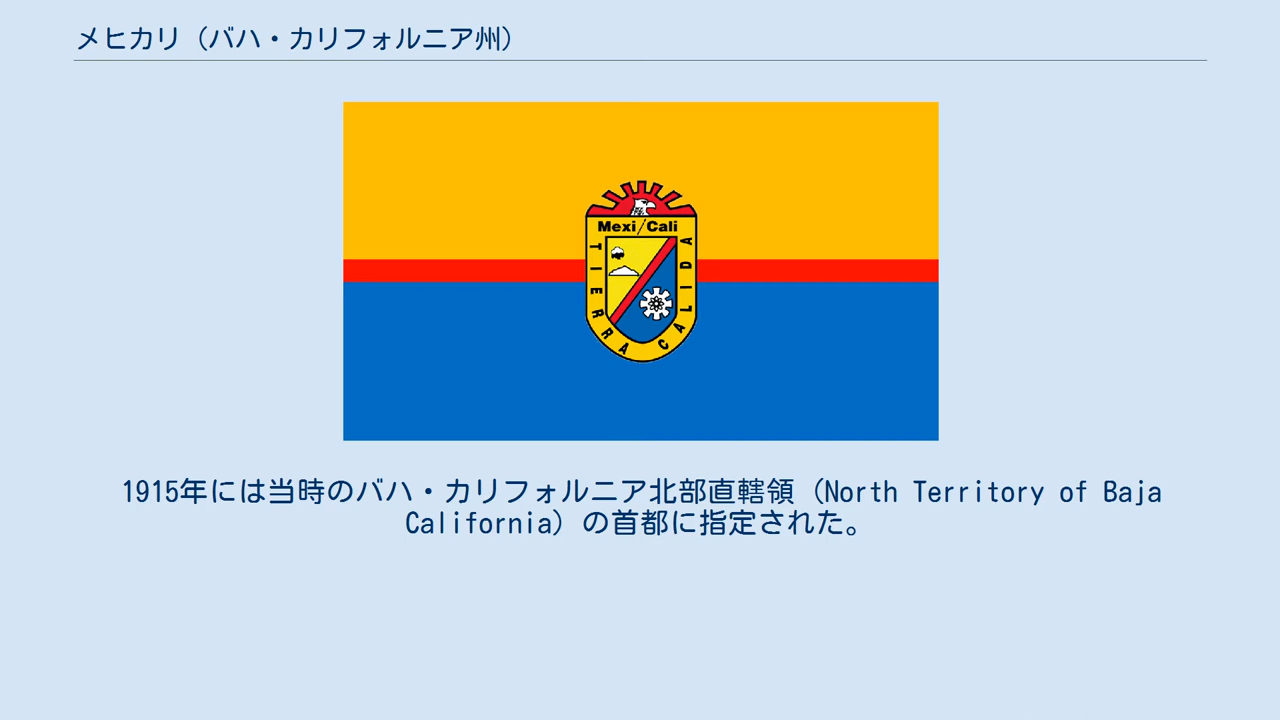 メヒカリ（バハ・カリフォルニア州）
Mexi/Cali
TIERRA CALIDA
1915年には当時のバハ・カリフォルニア北部直轄領（North Territory of Baja
California）の首都に指定された。